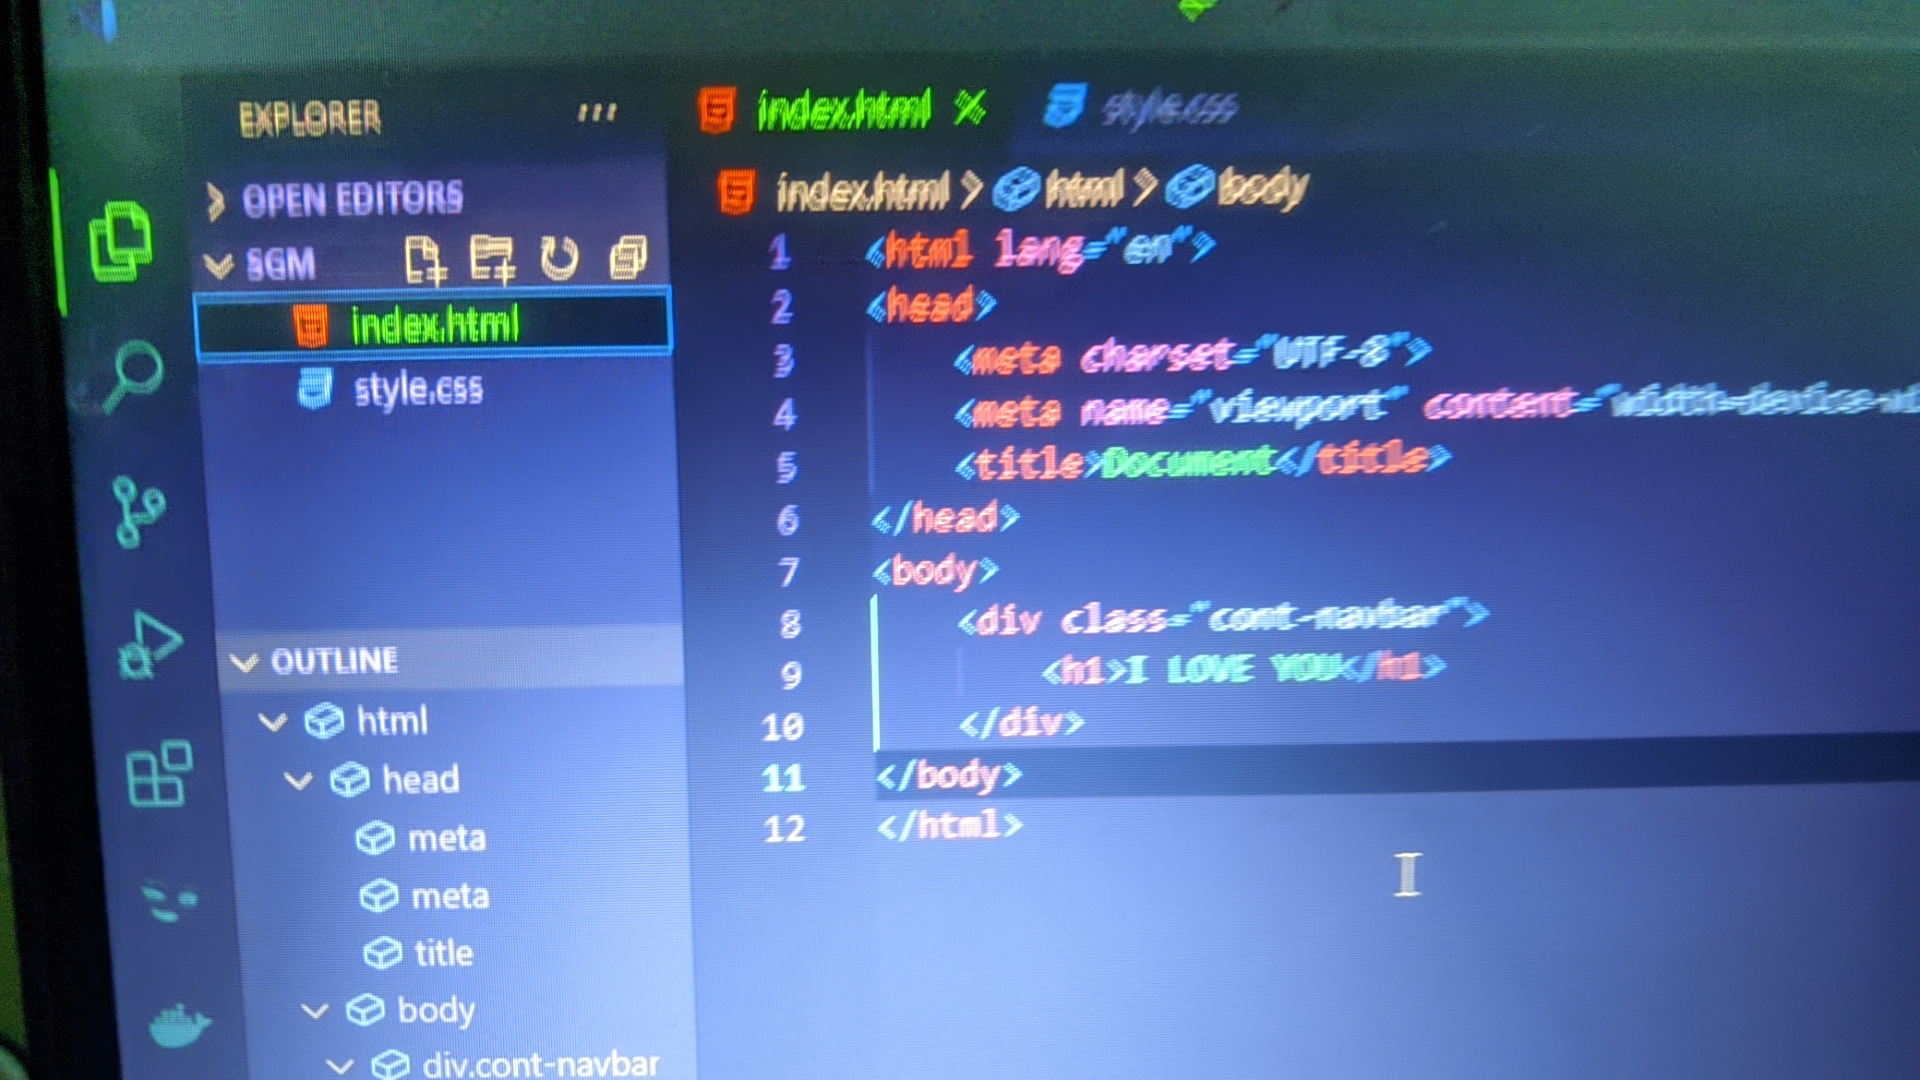 EXPLORER
OPEN EDITORS
SGM
index.html
style.css
OUTLINE
html
head
meta
meta
title
body
div.cont-navbar
index.html
style.css
index.html > html > body
1 <html lang="en">
2 <head>
3 <meta charset="UTF-8">
4 <meta name="viewport" content="width=device-wi
5 <title>Document</title>
6 </head>
7 <body>
8 <div class="cont-navbar">
9 <h1>I LOVE YOU</h1>
10 </div>
11 </body>
12 </html>